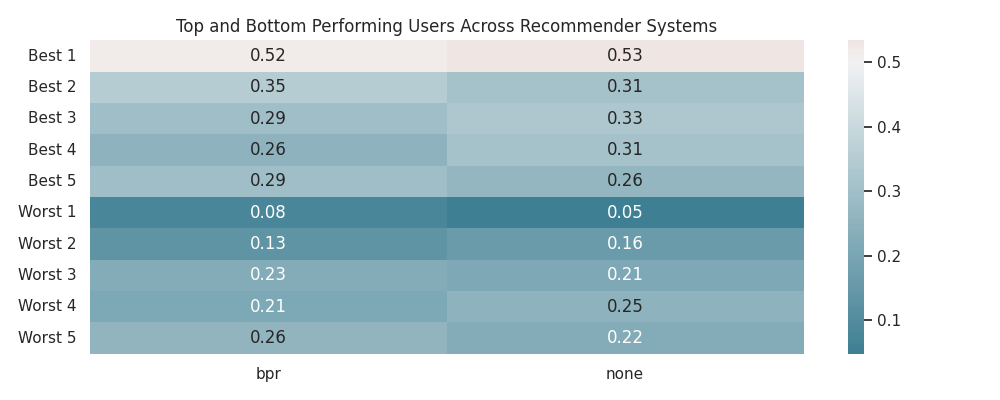 Top and Bottom Performing Users Across Recommender Systems
Best 1 0.52 0.53
Best 2 0.35 0.31
Best 3 0.29 0.33
Best 4 0.26 0.31
Best 5 0.29 0.26
Worst 1 0.08 0.05
Worst 2 0.13 0.16
Worst 3 0.23 0.21
Worst 4 0.21 0.25
Worst 5 0.26 0.22
bpr none
0.5
0.4
0.3
0.2
0.1